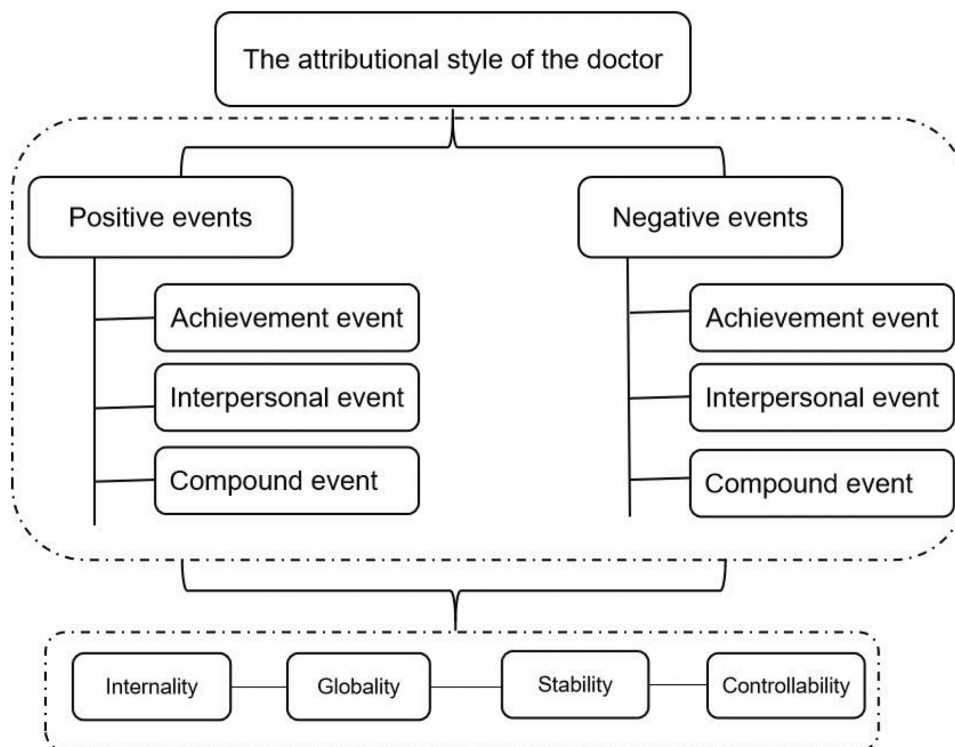 The attributional style of the doctor
Positive events
Achievement event
Interpersonal event
Compound event
Negative events
Achievement event
Interpersonal event
Compound event
Internality
Globality
Stability
Controllability